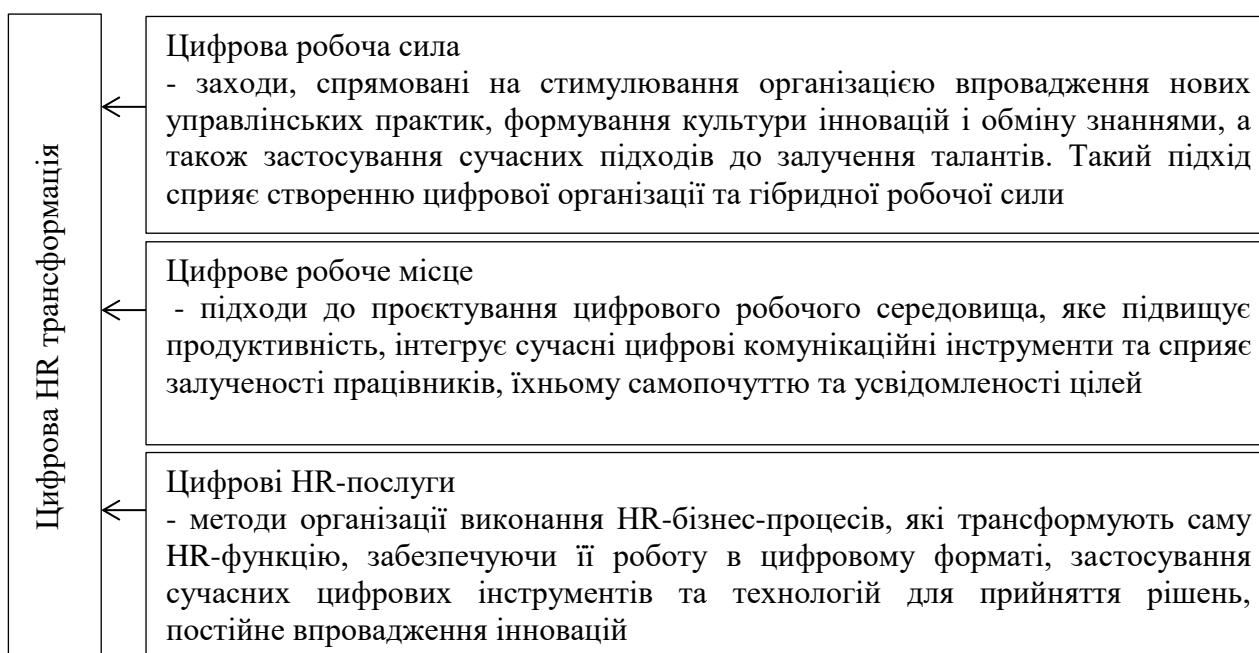 Цифрова HR трансформація
Цифрова робоча сила
- заходи, спрямовані на стимулювання організацією впровадження нових
управлінських практик, формування культури інновацій і обміну знаннями, а
також застосування сучасних підходів до залучення талантів. Такий підхід
сприяє створенню цифрової організації та гібридної робочої сили
Цифрове робоче місце
- підходи до проєктування цифрового робочого середовища, яке підвищує
продуктивність, інтегрує сучасні цифрові комунікаційні інструменти та сприяє
залученості працівників, їхньому самопочуттю та усвідомленості цілей
Цифрові HR-послуги
- методи організації виконання HR-бізнес-процесів, які трансформують саму
HR-функцію, забезпечуючи її роботу в цифровому форматі, застосування
сучасних цифрових інструментів та технологій для прийняття рішень,
постійне впровадження інновацій